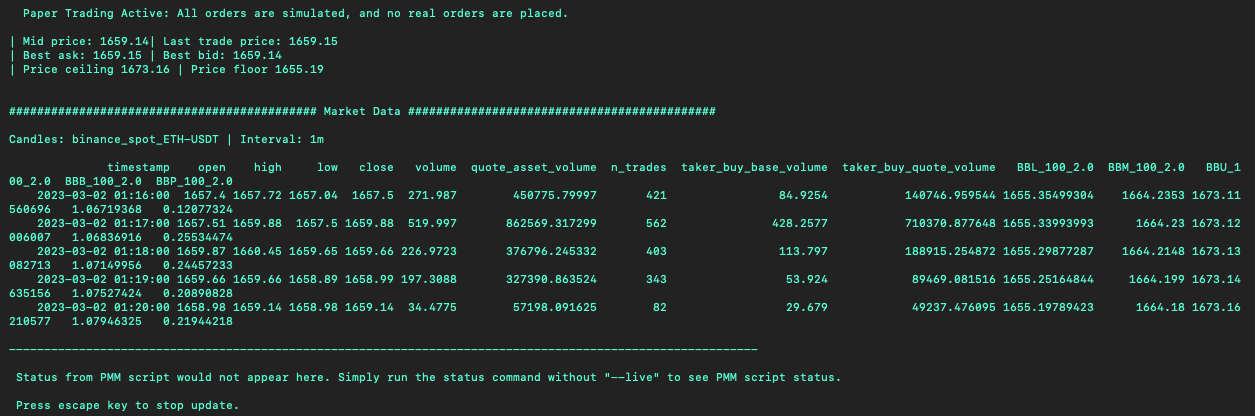 Paper Trading Active: All orders are simulated, and no real orders are placed.
| Mid price: 1659.14| Last trade price: 1659.15
| Best ask: 1659.15 | Best bid: 1659.14
| Price ceiling 1673.16 | Price floor 1655.19
############################################ Market Data ############################################
Candles: binance_spot_ETH-USDT | Interval: 1m
timestamp open high low close volume quote_asset_volume n_trades taker_buy_base_volume taker_buy_quote_volume BBL_100_2.0 BBM_100_2.0 BBU_1
00_2.0 BBB_100_2.0 BBP_100_2.0
2023-03-02 01:16:00 1657.4 1657.72 1657.04 1657.5 271.987 450775.79997 421 84.9254 140746.959544 1655.35499304 1664.2353 1673.11
560696 1.06719368 0.12077324
2023-03-02 01:17:00 1657.51 1659.88 1657.5 1659.88 519.997 862569.317299 562 428.2577 710370.877648 1655.33993993 1664.23 1673.12
006007 1.06836916 0.25534474
2023-03-02 01:18:00 1659.87 1660.45 1659.65 1659.66 226.9723 376796.245332 403 113.797 188915.254872 1655.29877287 1664.2148 1673.13
082713 1.07149956 0.24457233
2023-03-02 01:19:00 1659.66 1659.66 1658.89 1658.99 197.3088 327390.863524 343 53.924 89469.081516 1655.25164844 1664.199 1673.14
635156 1.07527424 0.20890828
2023-03-02 01:20:00 1658.98 1659.14 1658.98 1659.14 34.4775 57198.091625 82 29.679 49237.476095 1655.19789423 1664.18 1673.16
210577 1.07946325 0.21944218
-----------------------------------------------------------------------------------------------------------
Status from PMM script would not appear here. Simply run the status command without "--live" to see PMM script status.
Press escape key to stop update.